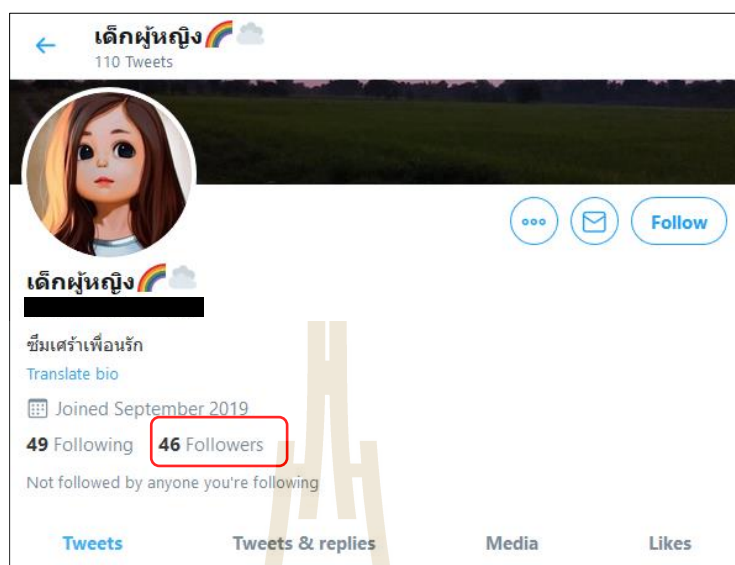 เด็กผู้หญิง🌈☁️
110 Tweets
Follow
เด็กผู้หญิง🌈☁️
ซึมเศร้าเพื่อนรัก
Translate bio
Joined September 2019
49 Following 46 Followers
Not followed by anyone you're following
Tweets Tweets & replies Media Likes